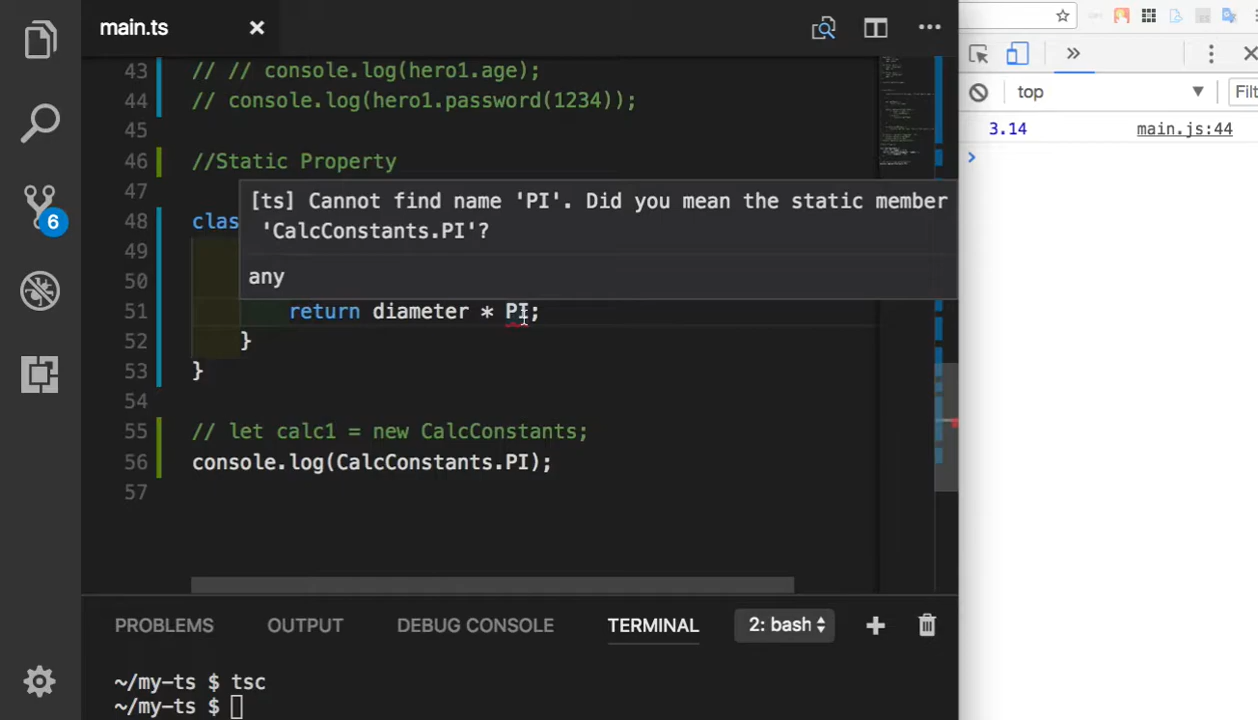 main.ts
43 // // console.log(hero1.age);
44 // console.log(hero1.password(1234));
45
46 //Static Property
47
48 clas
49
50
51 return diameter * PI;
52 }
53 }
54
55 // let calc1 = new CalcConstants;
56 console.log(CalcConstants.PI);
57
[ts] Cannot find name 'PI'. Did you mean the static member
'CalcConstants.PI'?
any
6
PROBLEMS OUTPUT DEBUG CONSOLE TERMINAL 2: bash
~/my-ts $ tsc
~/my-ts $
top Filt
3.14 main.js:44